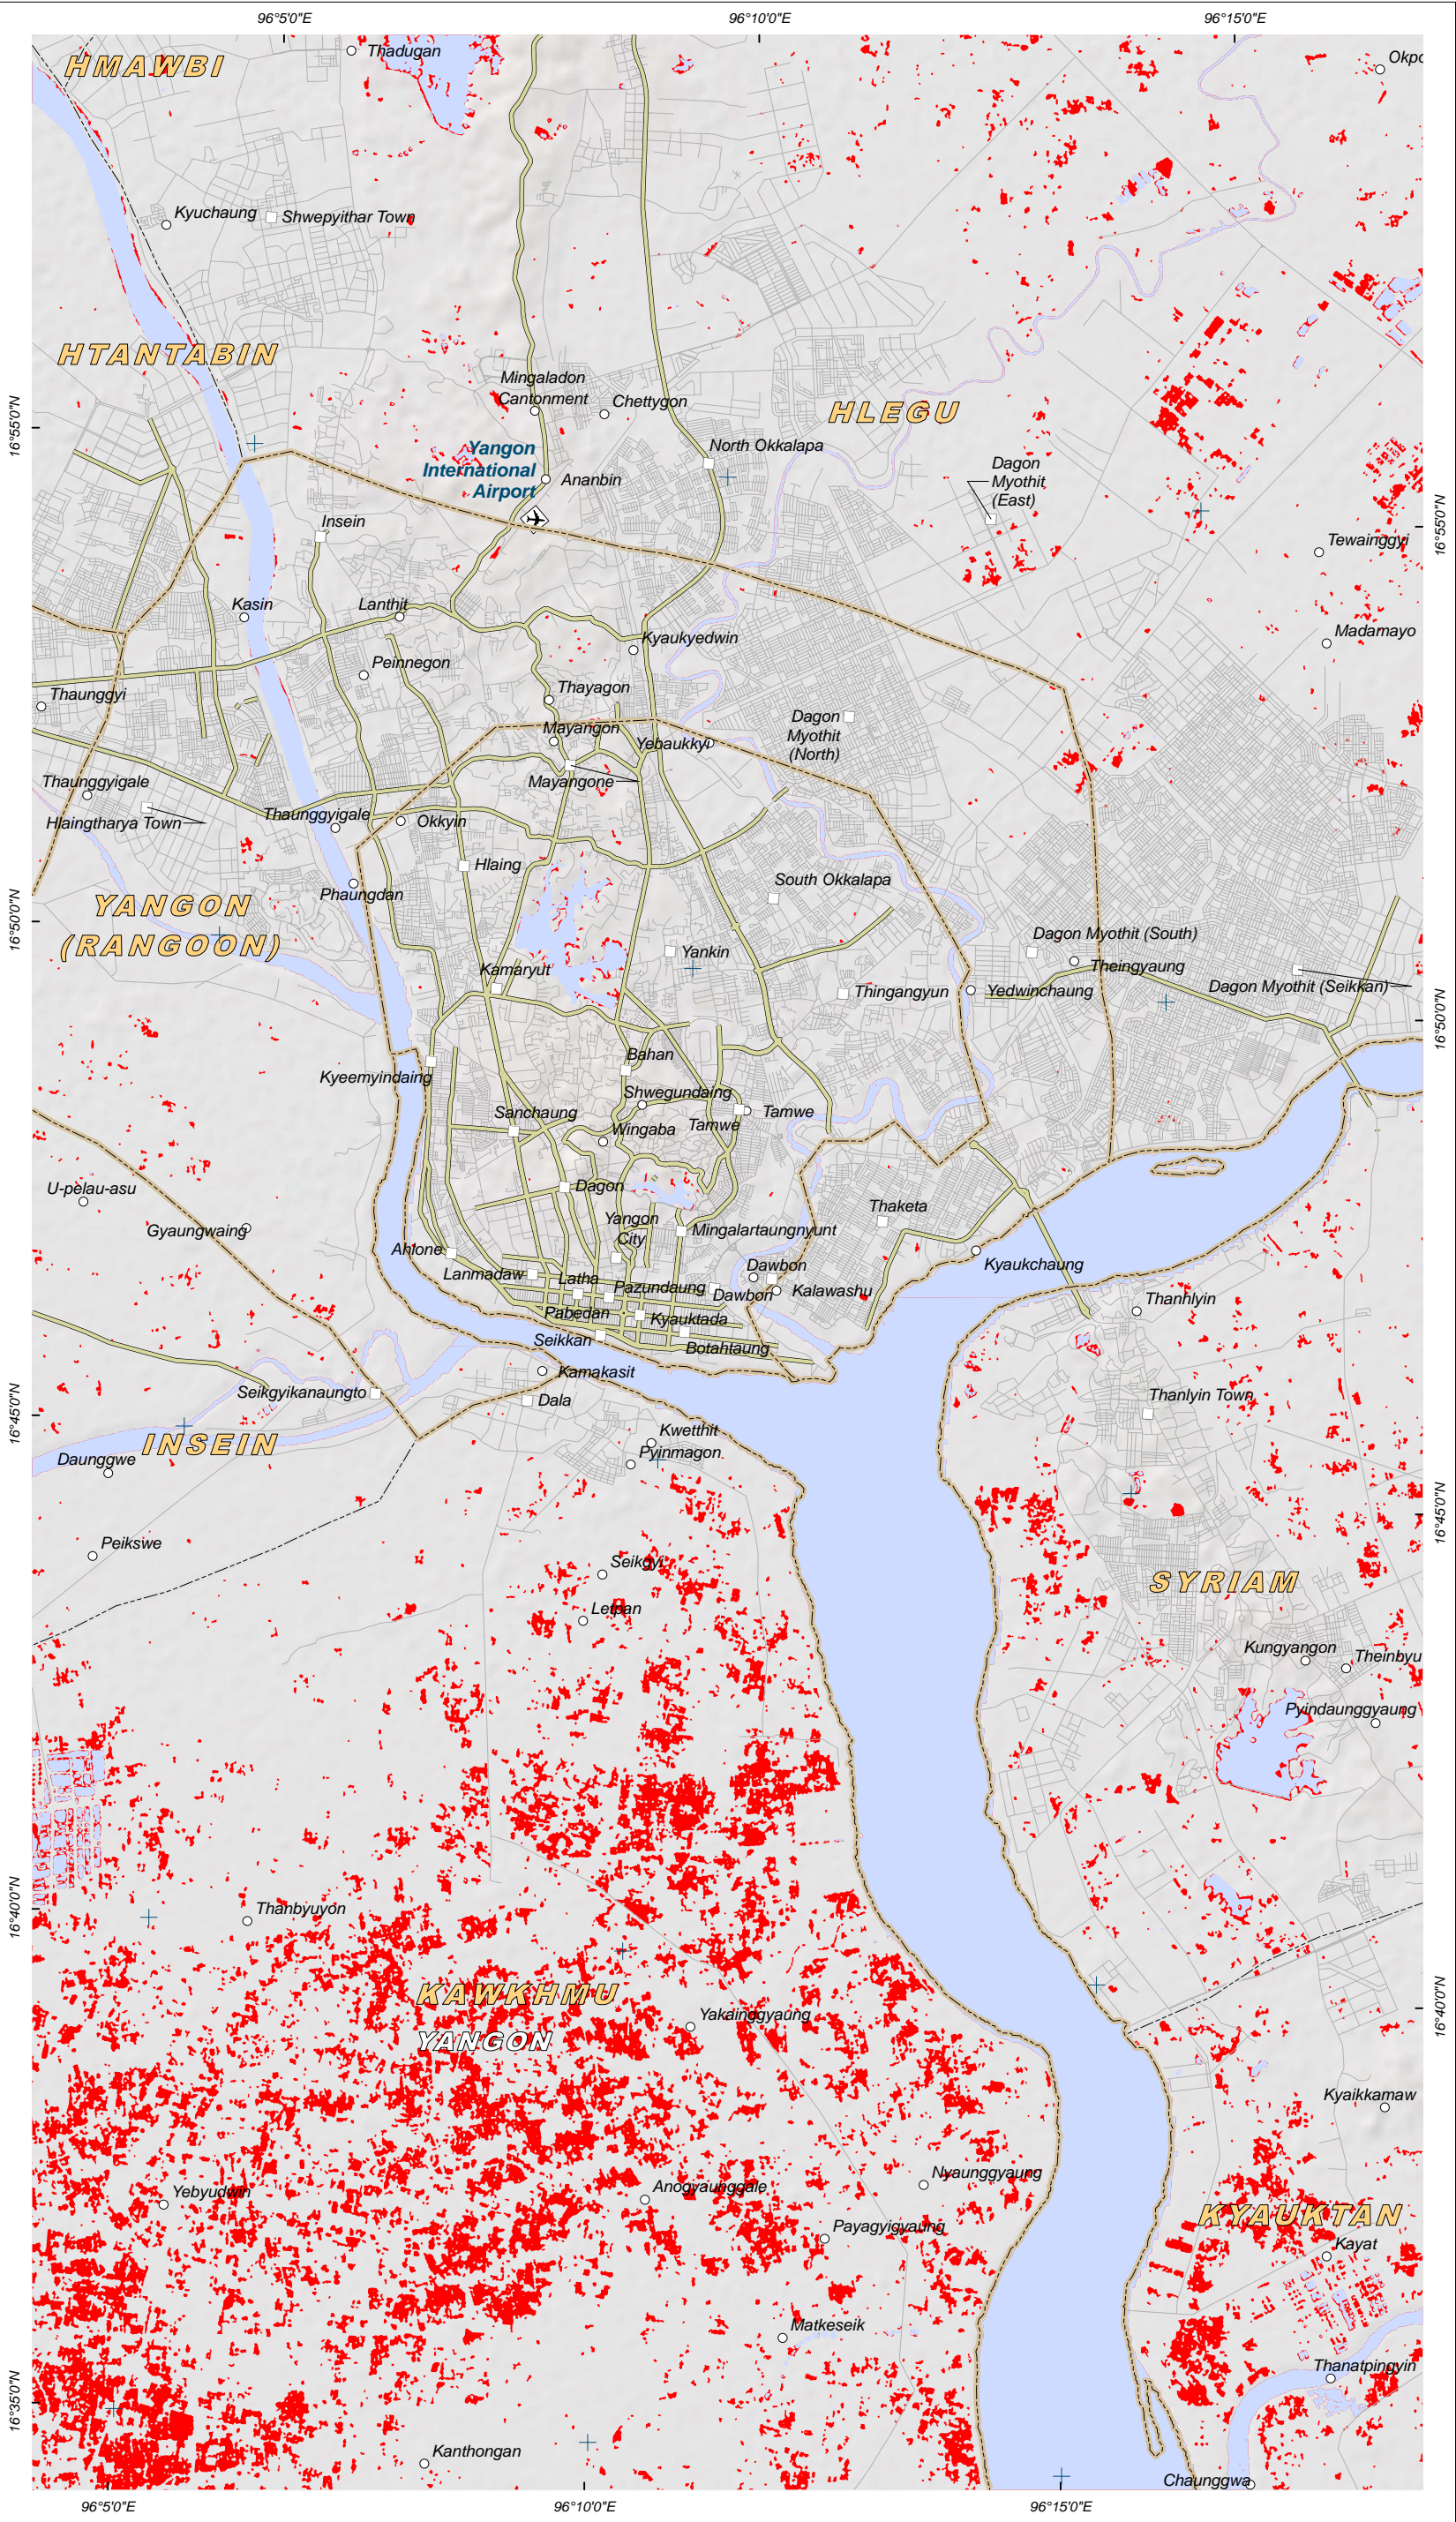 96°5'0"E
96°10'0"E
96°15'0"E
HMAWBI
Thadugan
Okpo
Kyuchaung
Shwepyithar Town
HTANTABIN
Mingaladon
Cantonment
Chettygon
HLEGU
16°55'0"N
Yangon
International
Airport
North Okkalapa
Ananbin
Dagon
Myothit
(East)
16°55'0"N
Insein
Tewainggyi
Kasin
Lanthit
Kyaukyedwin
Madamayo
Peinnegon
Thaunggyi
Thayagon
Dagon
Myothit
(North)
Mayangon
Yebaukkyi
Mayangone
Thaunggyigale
Hlaingtharya Town
Thaunggyigale
Okkyin
Hlaing
South Okkalapa
Phaungdan
YANGON
(RANGOON)
16°50'0"N
Yankin
Dagon Myothit (South)
Theingyaung
Kamaryut
Thingangyun
Yedwinchaung
Dagon Myothit (Seikkan)
16°50'0"N
Bahan
Kyeemyindaing
Shwegundaing
Sanchaung
Tamwe
Tamwe
Wingaba
U-pelau-asu
Dagon
Thaketa
Gyaungwaing
Yangon
City
Mingalartaungnyunt
Ahlone
Kyaukchaung
Lanmadaw
Latha
Dawbon
Pazundaung
Dawbon
Kalawashu
Thanhlyin
Pabedan
Kyauktada
Seikkan
Botahtaung
Kamakasit
Seikgyikanaungto
Dala
Thanlyin Town
16°45'0"N
INSEIN
Kwetthit
Pyinmagon
Daunggwe
16°45'0"N
Peikswe
Seikgyi
SYRIAM
Letpan
Kungyangon
Theinbyu
Pyindaunggyaung
16°40'0"N
Thanbyuyon
KAWKHMU
YANGON
Yakainggyaung
16°40'0"N
Kyaikkamaw
Nyaunggyaung
Anogyaunggale
Yebyudwin
KYAUKTAN
Payagyigyaung
Kayat
Matkeseik
Thanatpingyin
16°35'0"N
Kanthongan
Chaunggwa
96°5'0"E
96°10'0"E
96°15'0"E